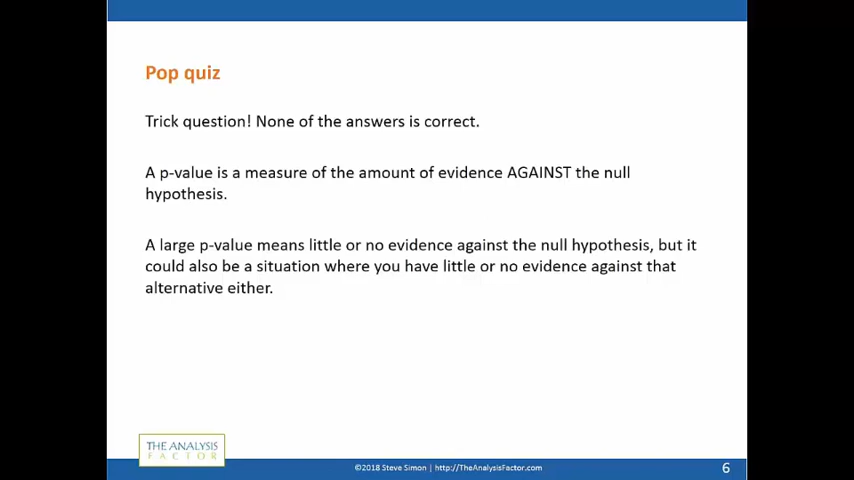 Pop quiz
Trick question! None of the answers is correct.
A p-value is a measure of the amount of evidence AGAINST the null
hypothesis.
A large p-value means little or no evidence against the null hypothesis, but it
could also be a situation where you have little or no evidence against that
alternative either.
THE ANALYSIS
FACTOR
©2018 Steve Simon | http://TheAnalysisFactor.com
6